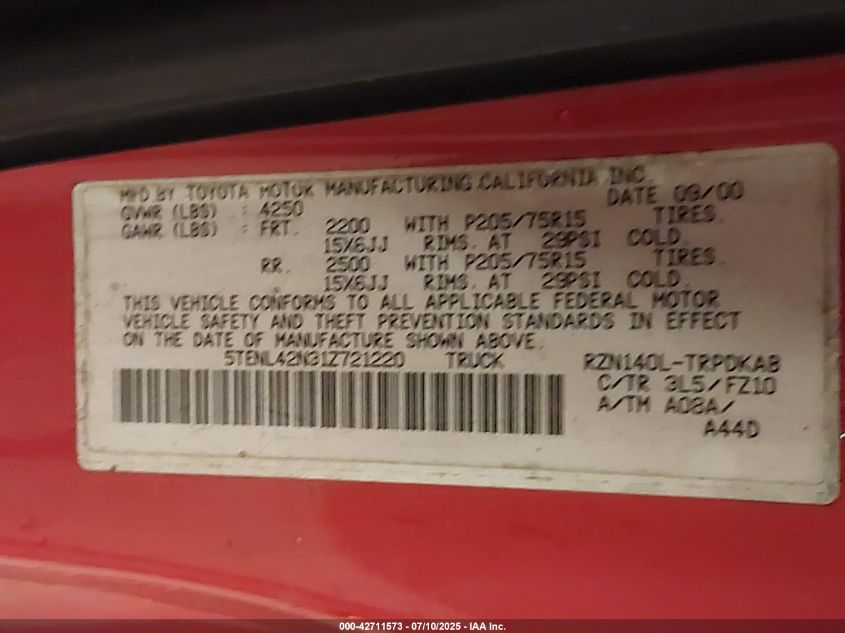 MFD BY TOYOTA MOTOR MANUFACTURING CALIFORNIA INC.
DATE 09/00
GVWR (LBS) : 4250
GAWR (LBS) : FRT. 2200 WITH P205/75R15 TIRES.
15X6JJ RIMS. AT 29PSI COLD.
RR. 2500 WITH P205/75R15 TIRES.
15X6JJ RIMS. AT 29PSI COLD.
THIS VEHICLE CONFORMS TO ALL APPLICABLE FEDERAL MOTOR
VEHICLE SAFETY AND THEFT PREVENTION STANDARDS IN EFFECT
ON THE DATE OF MANUFACTURE SHOWN ABOVE.
5TENL42N31Z721220 TRUCK RZN140L-TRPDKAB
C/TR 3L5/FZ10
A/TM A08A/
A44D
000-42711573 - 07/10/2025 - IAA Inc.